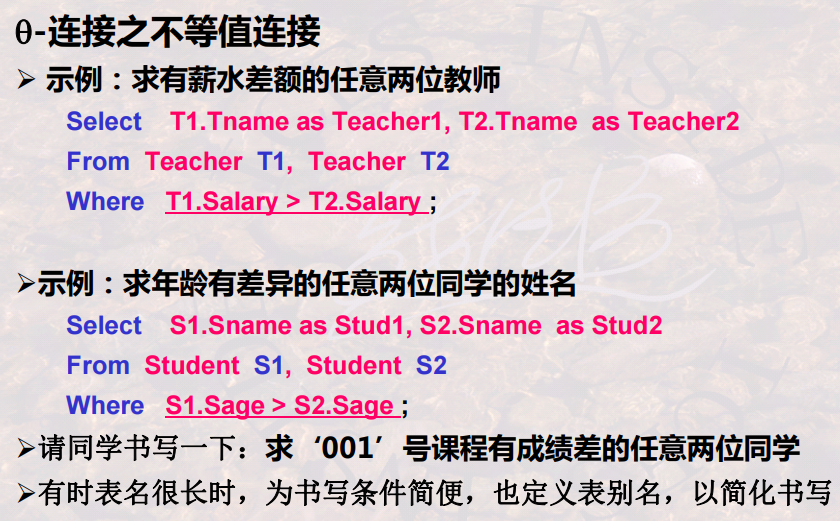 θ-连接之不等值连接
➢ 示例：求有薪水差额的任意两位教师
Select T1.Tname as Teacher1, T2.Tname as Teacher2
From Teacher T1, Teacher T2
Where T1.Salary > T2.Salary ;
➢示例：求年龄有差异的任意两位同学的姓名
Select S1.Sname as Stud1, S2.Sname as Stud2
From Student S1, Student S2
Where S1.Sage > S2.Sage ;
➢请同学书写一下：求‘001’号课程有成绩差的任意两位同学
➢有时表名很长时，为书写条件简便，也定义表别名，以简化书写